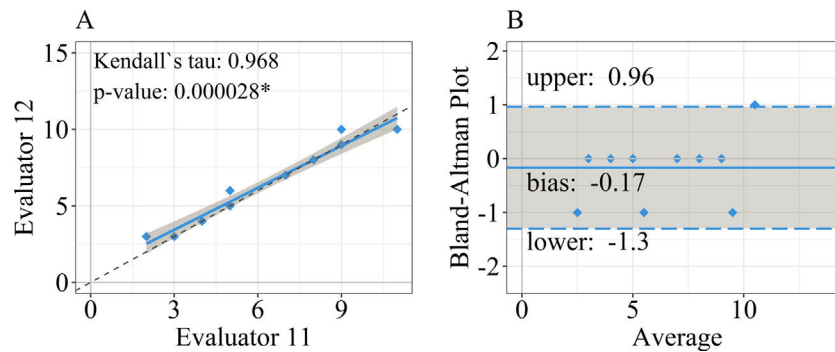 A
Kendall`s tau: 0.968
p-value: 0.000028*
15
10
5
0
0
3
6
9
Evaluator 12
Evaluator 11
B
upper: 0.96
bias: -0.17
lower: -1.3
2
1
0
-1
-2
0
5
10
Bland-Altman Plot
Average